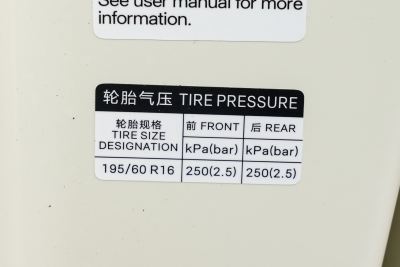 See user manual for more
information.
轮胎气压 TIRE PRESSURE
轮胎规格
TIRE SIZE
DESIGNATION
前 FRONT 后 REAR
kPa(bar) kPa(bar)
195/60 R16 250(2.5) 250(2.5)